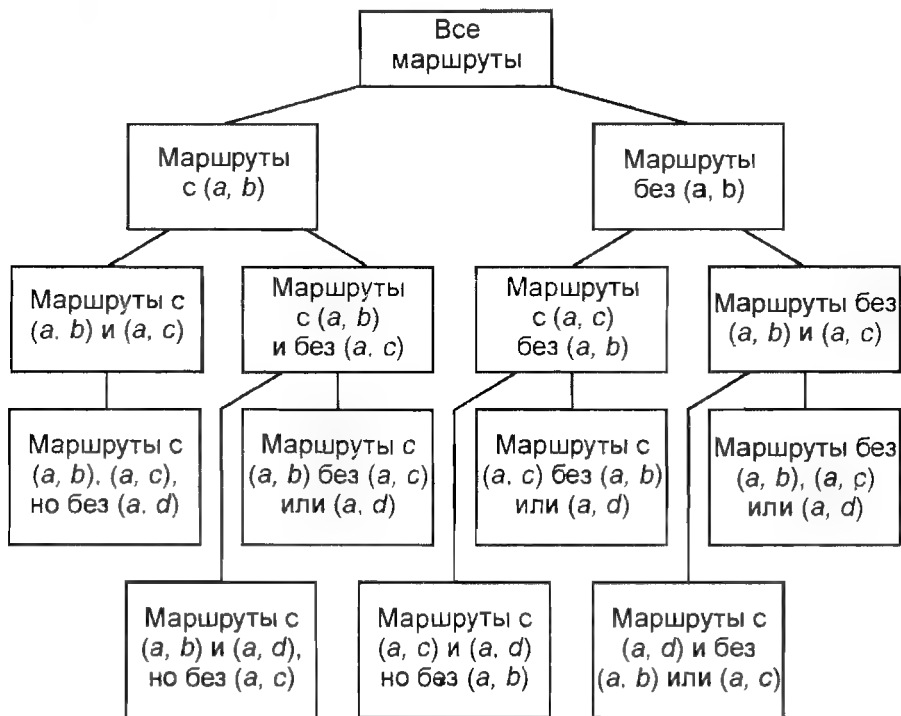 Все
маршруты
Маршруты
с (a, b)
Маршруты
без (a, b)
Маршруты с
(a. b) и (a, c)
Маршруты
с (a, b)
и без (a. c)
Маршруты
с (a, c)
без (a, b)
Маршруты без
(a, b) и (a, c)
Маршруты с
(a, b). (a, c),
но без (a. d)
Маршруты с
(a, b) без (a, c)
или (a, d)
Маршруты с
(a, c) без (a, b)
или (a, d)
Маршруты без
(a, b), (a, c)
или (a, d)
Маршруты с
(a, b) и (a, d),
но без (a, c)
Маршруты с
(a, c) и (a, d)
но без (a, b)
Маршруты с
(a, d) и без
(a. b) или (a, c)